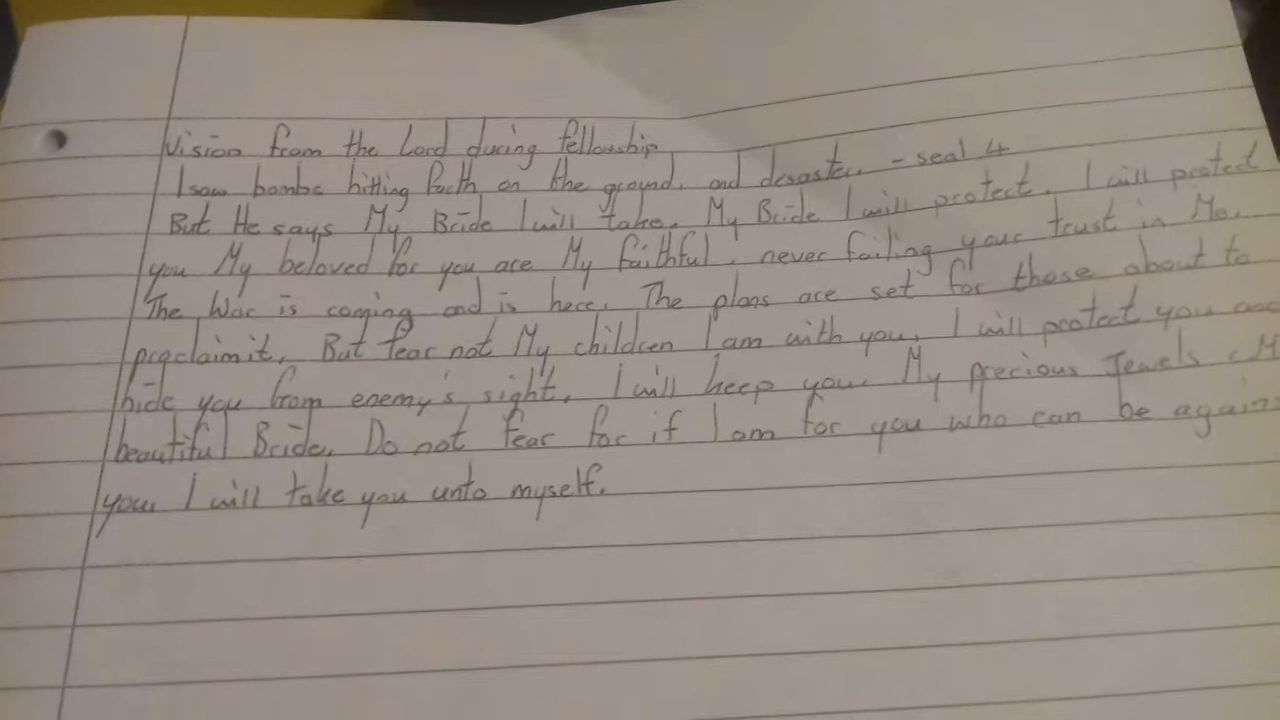 Vision from the Lord during fellowship
I saw bombs hitting Earth on the ground, and desaster. - seal 4
But He says My Bride I will take. My Bride I will protect. I will protect
you My beloved for you are My faithful, never failing your trust in Me.
The War is coming and is here. The plans are set for those about to
proclaim it. But fear not My children I am with you, I will protect you and
hide you from enemy's sight, I will keep you. My precious Jewels, M
beautiful Bride. Do not fear for if I am for you who can be agains
you. I will take you unto myself.